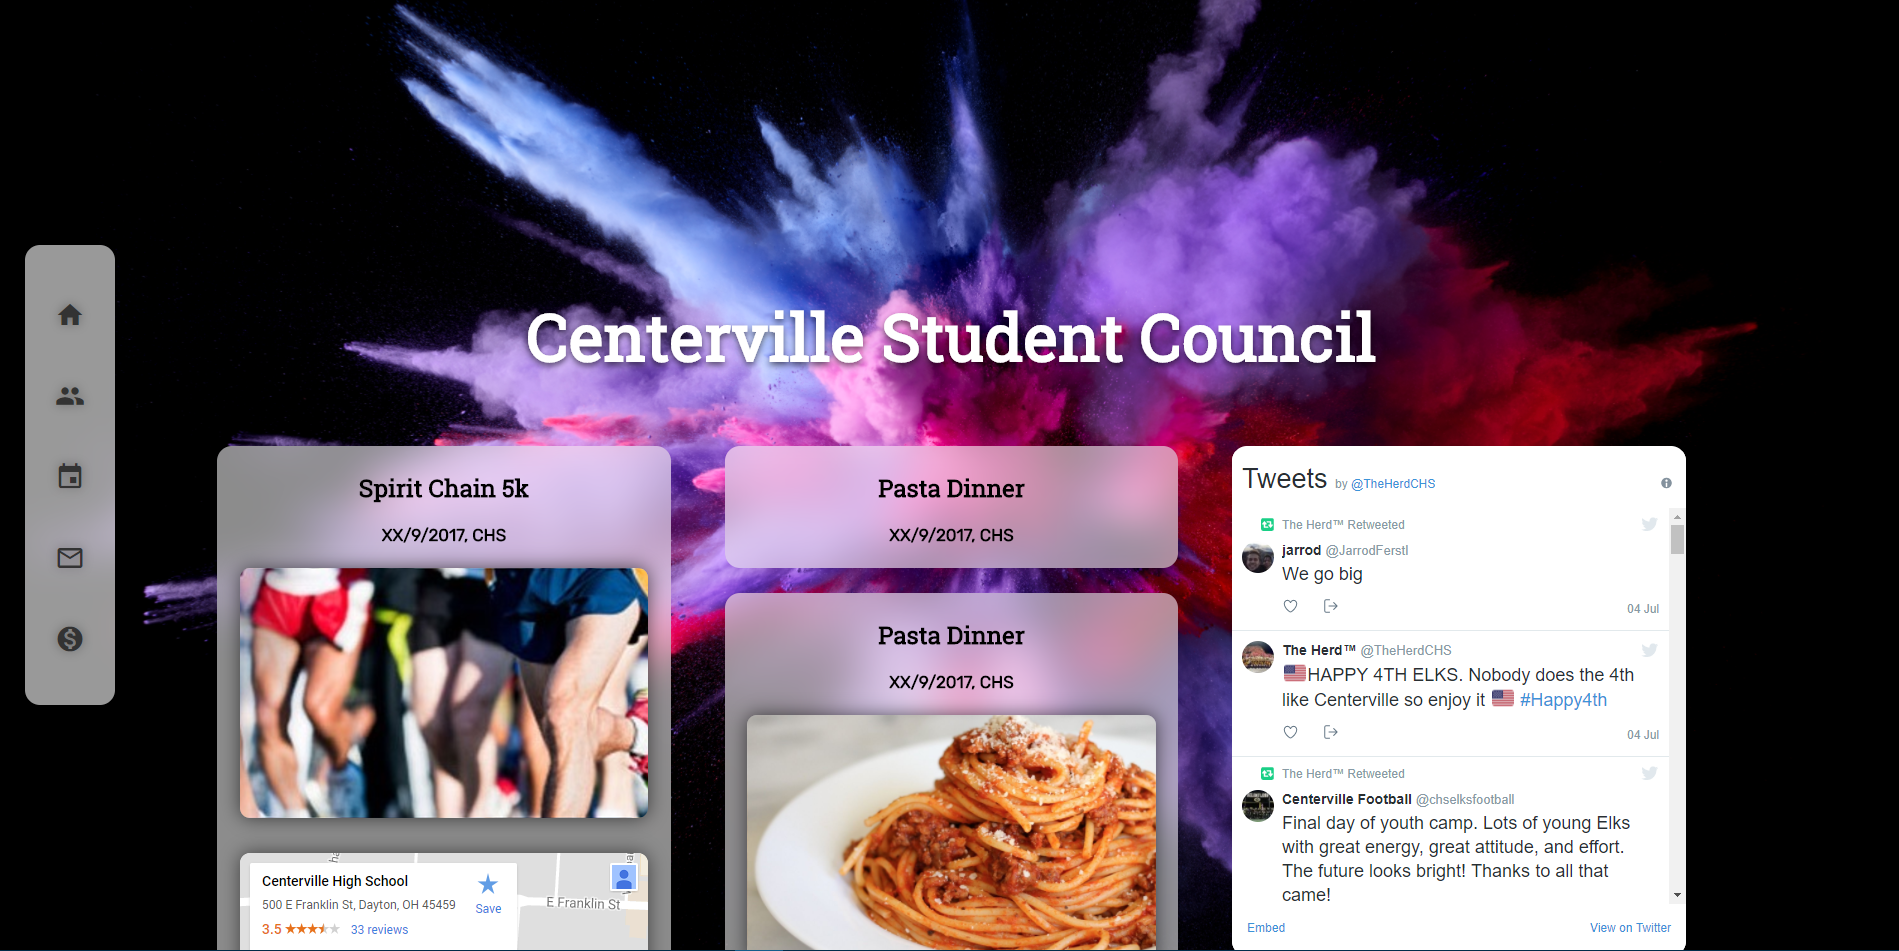 Centerville Student Council
Spirit Chain 5k
XX/9/2017, CHS
Centerville High School
500 E Franklin St, Dayton, OH 45459
3.5
33 reviews
Save
E Franklin St
Pasta Dinner
XX/9/2017, CHS
Pasta Dinner
XX/9/2017, CHS
Tweets by @TheHerdCHS
The Herd™ Retweeted
jarrod @JarrodFerstl
We go big
04 Jul
The Herd™ @TheHerdCHS
🇺🇸HAPPY 4TH ELKS. Nobody does the 4th
like Centerville so enjoy it 🇺🇸 #Happy4th
04 Jul
The Herd™ Retweeted
Centerville Football @chselksfootball
Final day of youth camp. Lots of young Elks
with great energy, great attitude, and effort.
The future looks bright! Thanks to all that
came!
Embed
View on Twitter